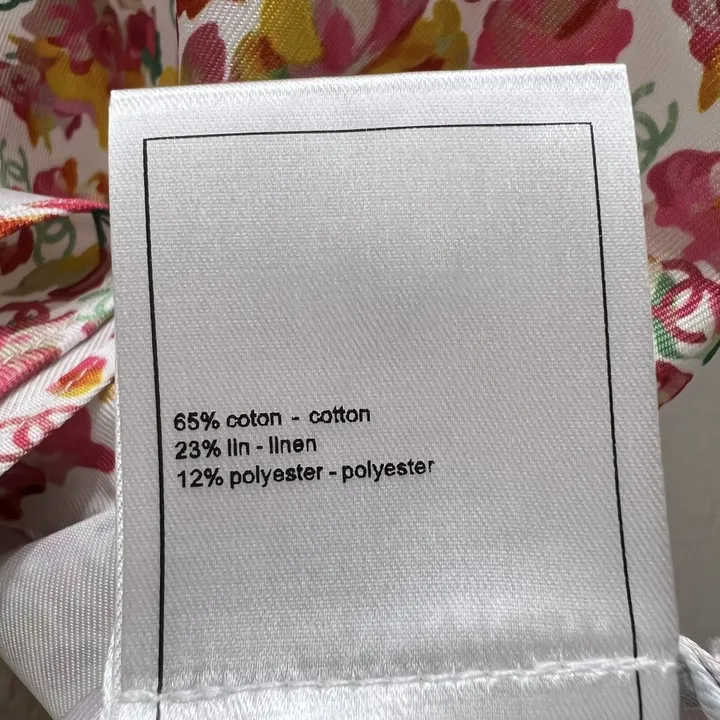 65% coton - cotton
23% lin - linen
12% polyester - polyester